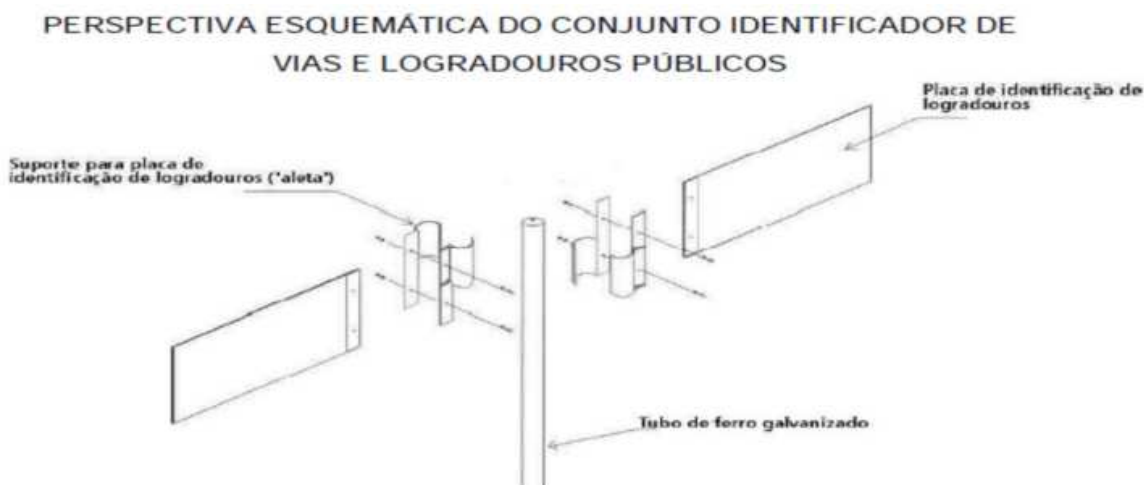 PERSPECTIVA ESQUEMÁTICA DO CONJUNTO IDENTIFICADOR DE
VIAS E LOGRADOUROS PÚBLICOS
Placa de identificação de
logradouros
Suporte para placa de
identificação de logradouros ("aleta")
Tubo de ferro galvanizado